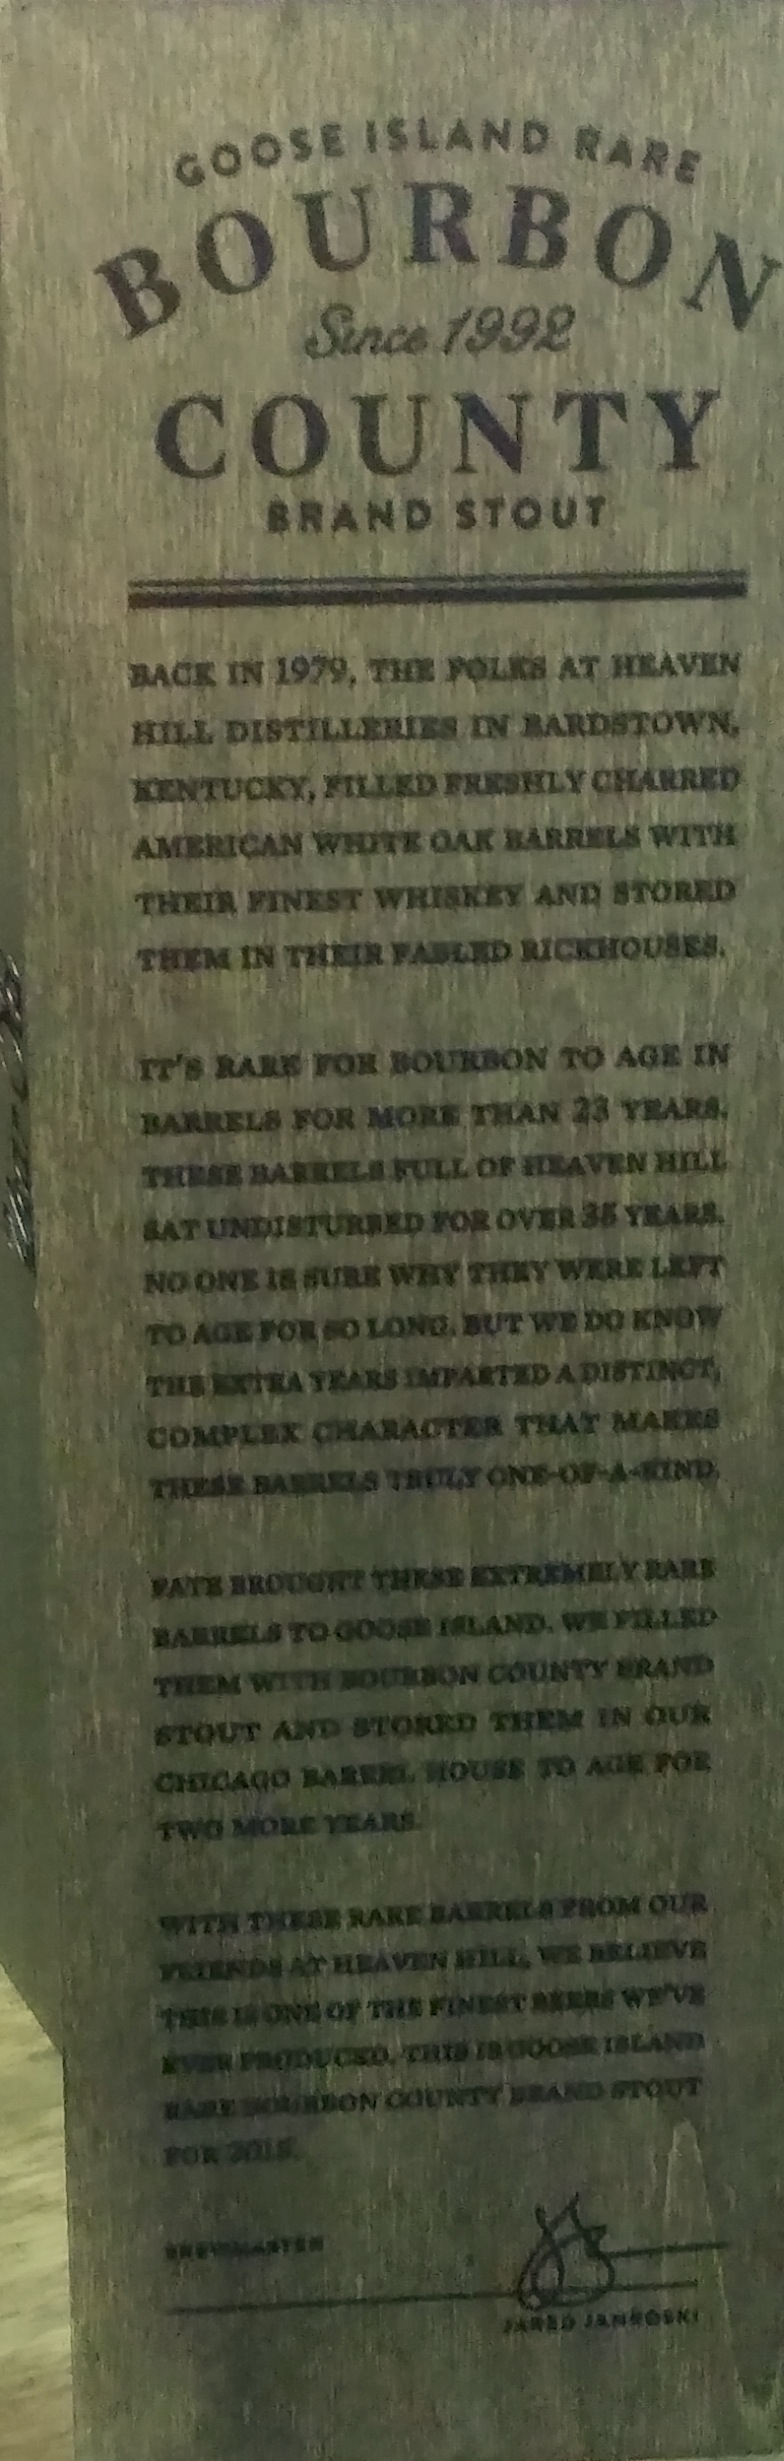 GOOSE ISLAND RARE
BOURBON
Since 1992
COUNTY
BRAND STOUT
BACK IN 1979, THE FOLKS AT HEAVEN
HILL DISTILLERIES IN BARDSTOWN,
KENTUCKY, FILLED FRESHLY CHARRED
AMERICAN WHITE OAK BARRELS WITH
THEIR FINEST WHISKEY AND STORED
THEM IN THEIR FABLED RICKHOUSES.
IT'S RARE FOR BOURBON TO AGE IN
BARRELS FOR MORE THAN 23 YEARS.
THESE BARRELS FULL OF HEAVEN HILL
SAT UNDISTURBED FOR OVER 35 YEARS.
NO ONE IS SURE WHY THEY WERE LEFT
TO AGE FOR SO LONG, BUT WE DO KNOW
THE EXTRA YEARS IMPARTED A DISTINCT,
COMPLEX CHARACTER THAT MAKES
THESE BARRELS TRULY ONE-OF-A-KIND.
FATE BROUGHT THESE EXTREMELY RARE
BARRELS TO GOOSE ISLAND. WE FILLED
THEM WITH BOURBON COUNTY BRAND
STOUT AND STORED THEM IN OUR
CHICAGO BARREL HOUSE TO AGE FOR
TWO MORE YEARS.
WITH THESE RARE BARRELS FROM OUR
FRIENDS AT HEAVEN HILL, WE BELIEVE
THIS IS ONE OF THE FINEST BEERS WE'VE
EVER PRODUCED. THIS IS GOOSE ISLAND
RARE BOURBON COUNTY BRAND STOUT
FOR 2015.
BREWMASTER
JARED JANKOSKI